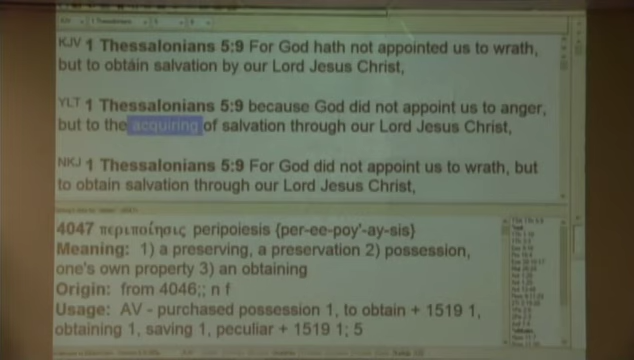 KJV 1 Thessalonians 5:9 For God hath not appointed us to wrath,
but to obtain salvation by our Lord Jesus Christ,
YLT 1 Thessalonians 5:9 because God did not appoint us to anger,
but to the acquiring of salvation through our Lord Jesus Christ,
NKJ 1 Thessalonians 5:9 For God did not appoint us to wrath, but
to obtain salvation through our Lord Jesus Christ,
4047 περιποίησις peripoiesis {per-ee-poy'-ay-sis}
Meaning: 1) a preserving, a preservation 2) possession,
one's own property 3) an obtaining
Origin: from 4046;; n f
Usage: AV - purchased possession 1, to obtain + 1519 1,
obtaining 1, saving 1, peculiar + 1519 1; 5